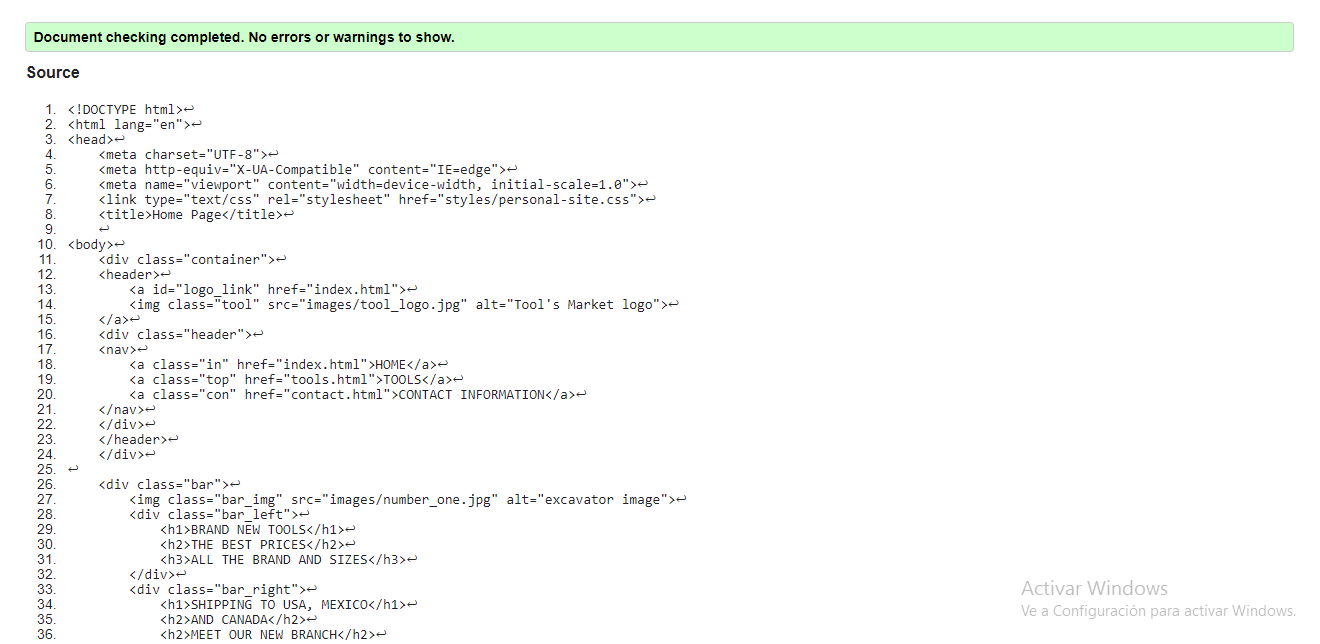 Document checking completed. No errors or warnings to show.
Source
1. <!DOCTYPE html>↩
2. <html lang="en">↩
3. <head>↩
4.     <meta charset="UTF-8">↩
5.     <meta http-equiv="X-UA-Compatible" content="IE=edge">↩
6.     <meta name="viewport" content="width=device-width, initial-scale=1.0">↩
7.     <link type="text/css" rel="stylesheet" href="styles/personal-site.css">↩
8.     <title>Home Page</title>↩
9.     ↩
10. <body>↩
11.     <div class="container">↩
12.     <header>↩
13.         <a id="logo_link" href="index.html">↩
14.         <img class="tool" src="images/tool_logo.jpg" alt="Tool's Market logo">↩
15.     </a>↩
16.     <div class="header">↩
17.     <nav>↩
18.         <a class="in" href="index.html">HOME</a>↩
19.         <a class="top" href="tools.html">TOOLS</a>↩
20.         <a class="con" href="contact.html">CONTACT INFORMATION</a>↩
21.     </nav>↩
22.     </div>↩
23.     </header>↩
24.     </div>↩
25. ↩
26.     <div class="bar">↩
27.         <img class="bar_img" src="images/number_one.jpg" alt="excavator image">↩
28.         <div class="bar_left">↩
29.             <h1>BRAND NEW TOOLS</h1>↩
30.             <h2>THE BEST PRICES</h2>↩
31.             <h3>ALL THE BRAND AND SIZES</h3>↩
32.         </div>↩
33.         <div class="bar_right">↩
34.             <h1>SHIPPING TO USA, MEXICO</h1>↩
35.             <h2>AND CANADA</h2>↩
36.             <h2>MEET OUR NEW BRANCH</h2>↩
Activar Windows
Ve a Configuración para activar Windows.